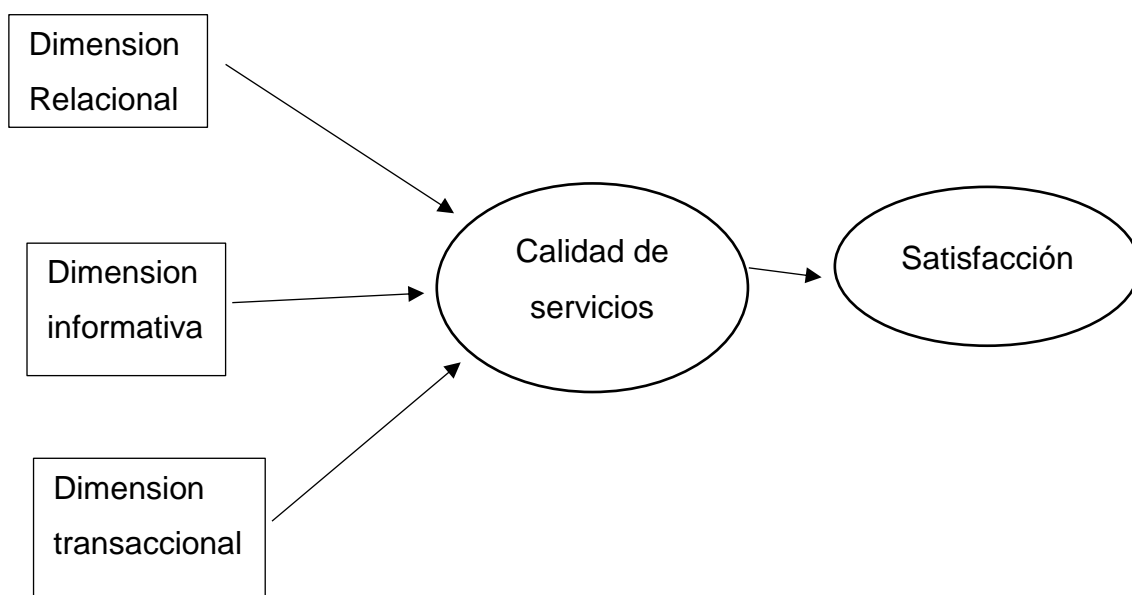 Dimension
Relacional
Dimension
informativa
Dimension
transaccional
Calidad de
servicios
Satisfacción